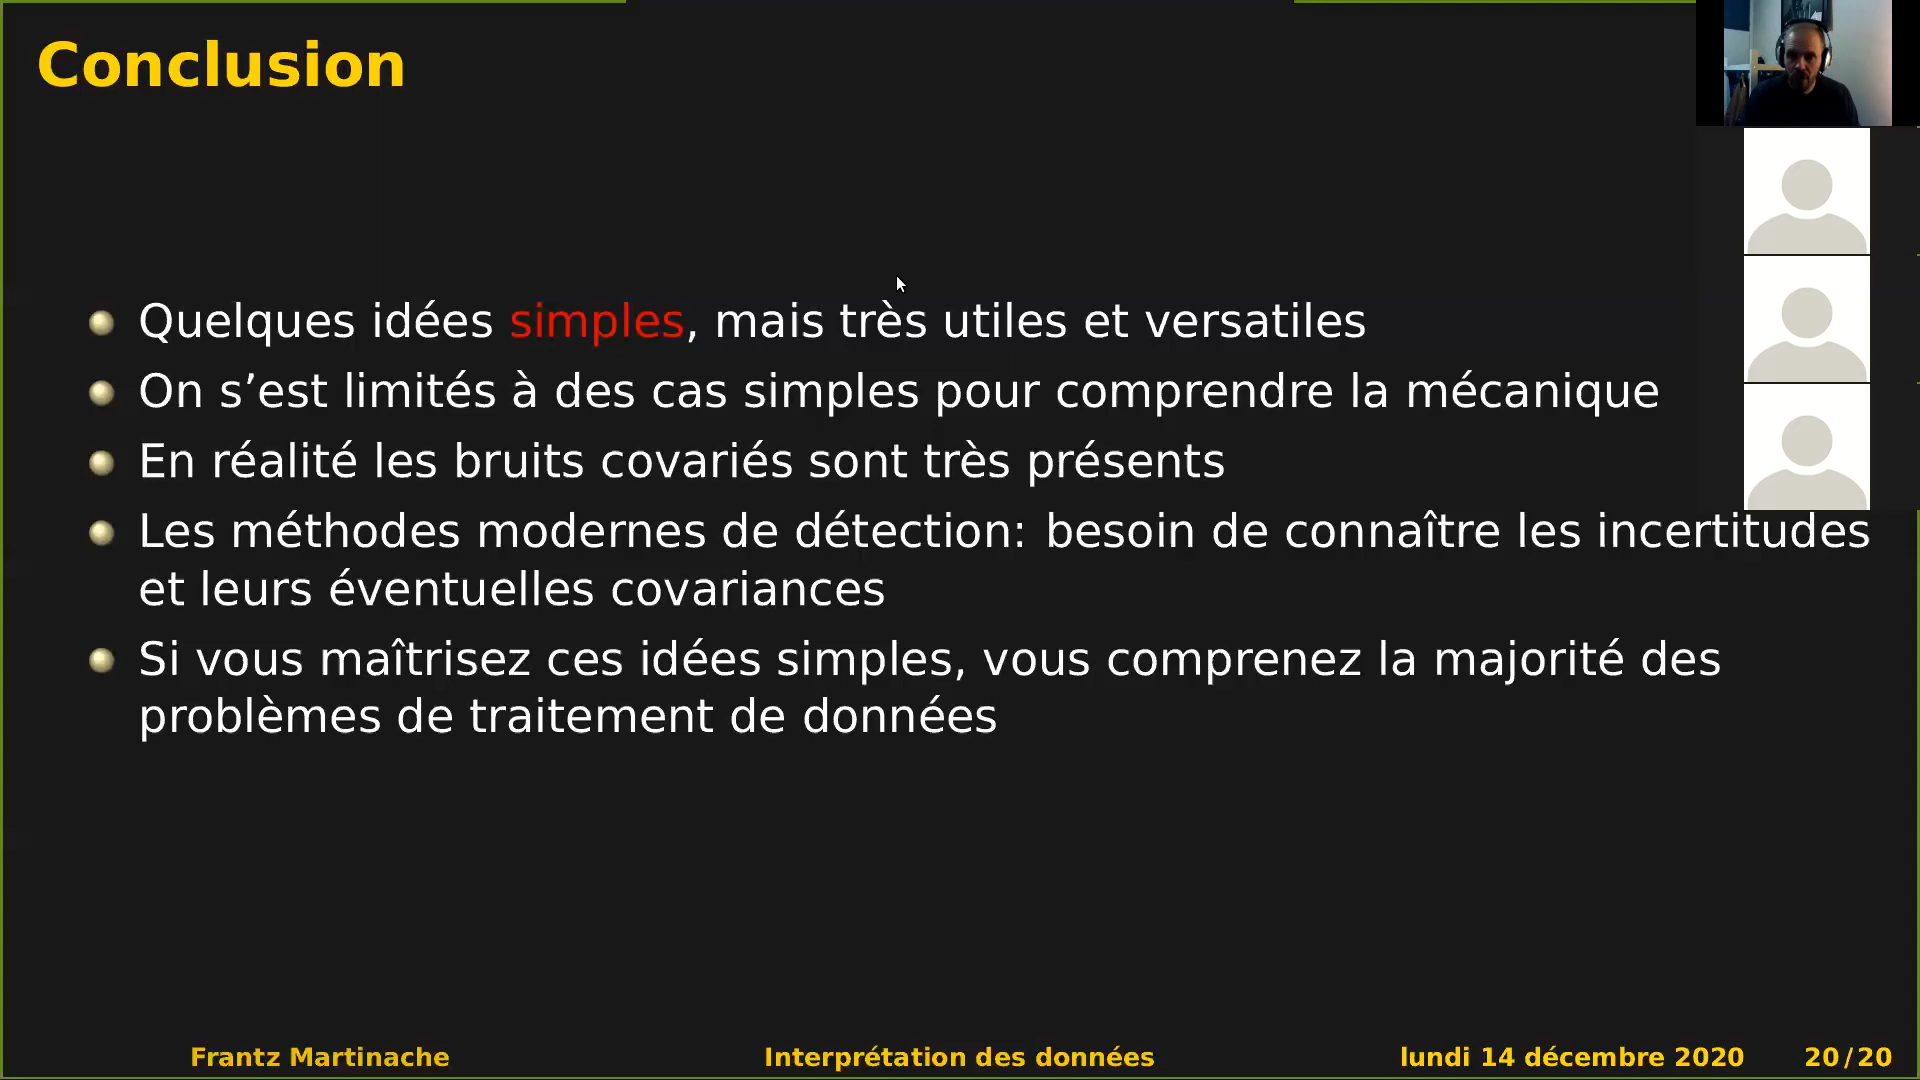 Conclusion
Quelques idées simples, mais très utiles et versatiles
On s’est limités à des cas simples pour comprendre la mécanique
En réalité les bruits covariés sont très présents
Les méthodes modernes de détection: besoin de connaître les incertitudes
et leurs éventuelles covariances
Si vous maîtrisez ces idées simples, vous comprenez la majorité des
problèmes de traitement de données
Frantz Martinache
Interprétation des données
lundi 14 décembre 2020
20/20